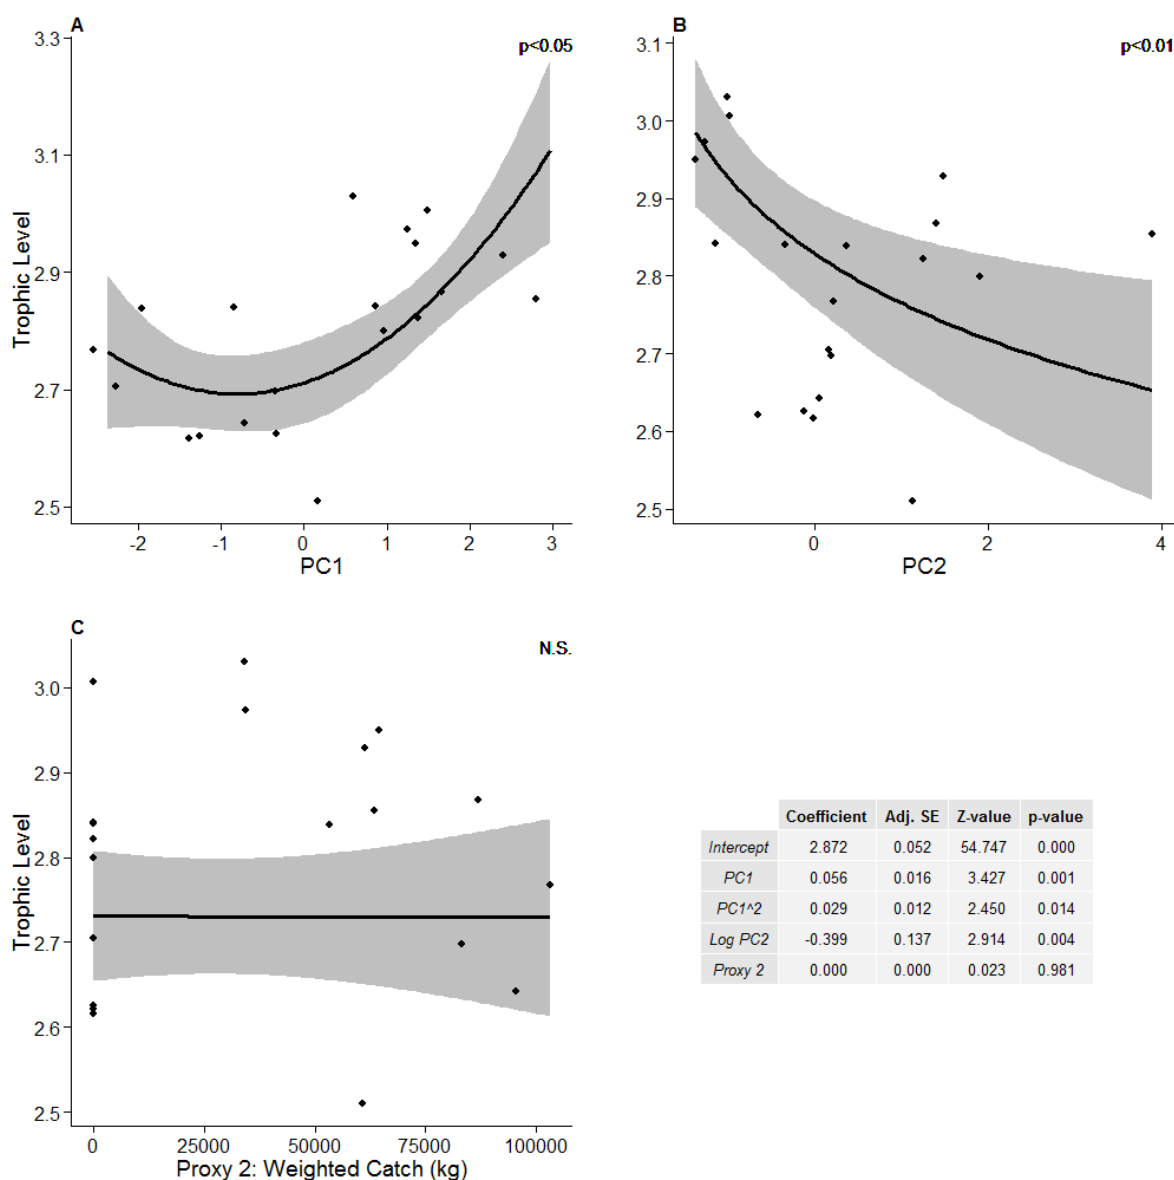 A
p<0.05
3.3
3.1
2.9
2.7
2.5
Trophic Level
-2 -1 0 1 2 3
PC1
B
p<0.01
3.1
3.0
2.9
2.8
2.7
2.6
2.5
0 2 4
PC2
C
N.S.
3.0
2.9
2.8
2.7
2.6
2.5
Trophic Level
0 25000 50000 75000 100000
Proxy 2: Weighted Catch (kg)
Coefficient Adj. SE Z-value p-value
Intercept 2.872 0.052 54.747 0.000
PC1 0.056 0.016 3.427 0.001
PC1^2 0.029 0.012 2.450 0.014
Log PC2 -0.399 0.137 2.914 0.004
Proxy 2 0.000 0.000 0.023 0.981